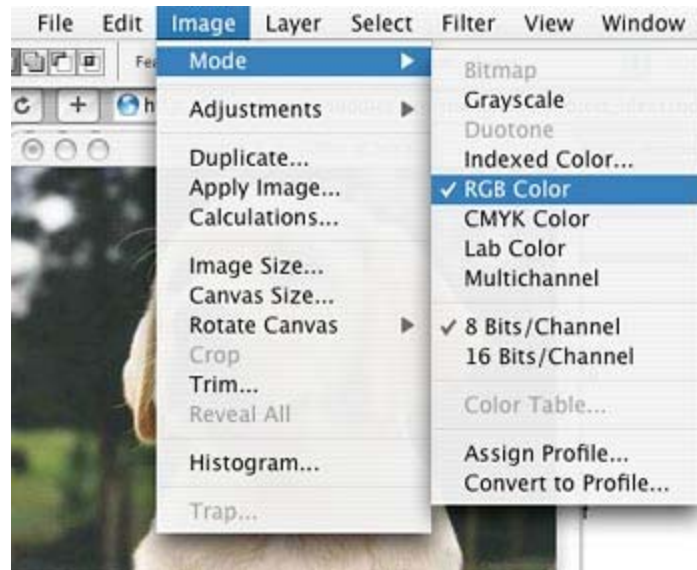 File Edit Image Layer Select Filter View Window
Fea
Mode
Adjustments
Duplicate...
Apply Image...
Calculations...
Image Size...
Canvas Size...
Rotate Canvas
Crop
Trim...
Reveal All
Histogram...
Trap...
Bitmap
Grayscale
Duotone
Indexed Color...
RGB Color
CMYK Color
Lab Color
Multichannel
8 Bits/Channel
16 Bits/Channel
Color Table...
Assign Profile...
Convert to Profile...